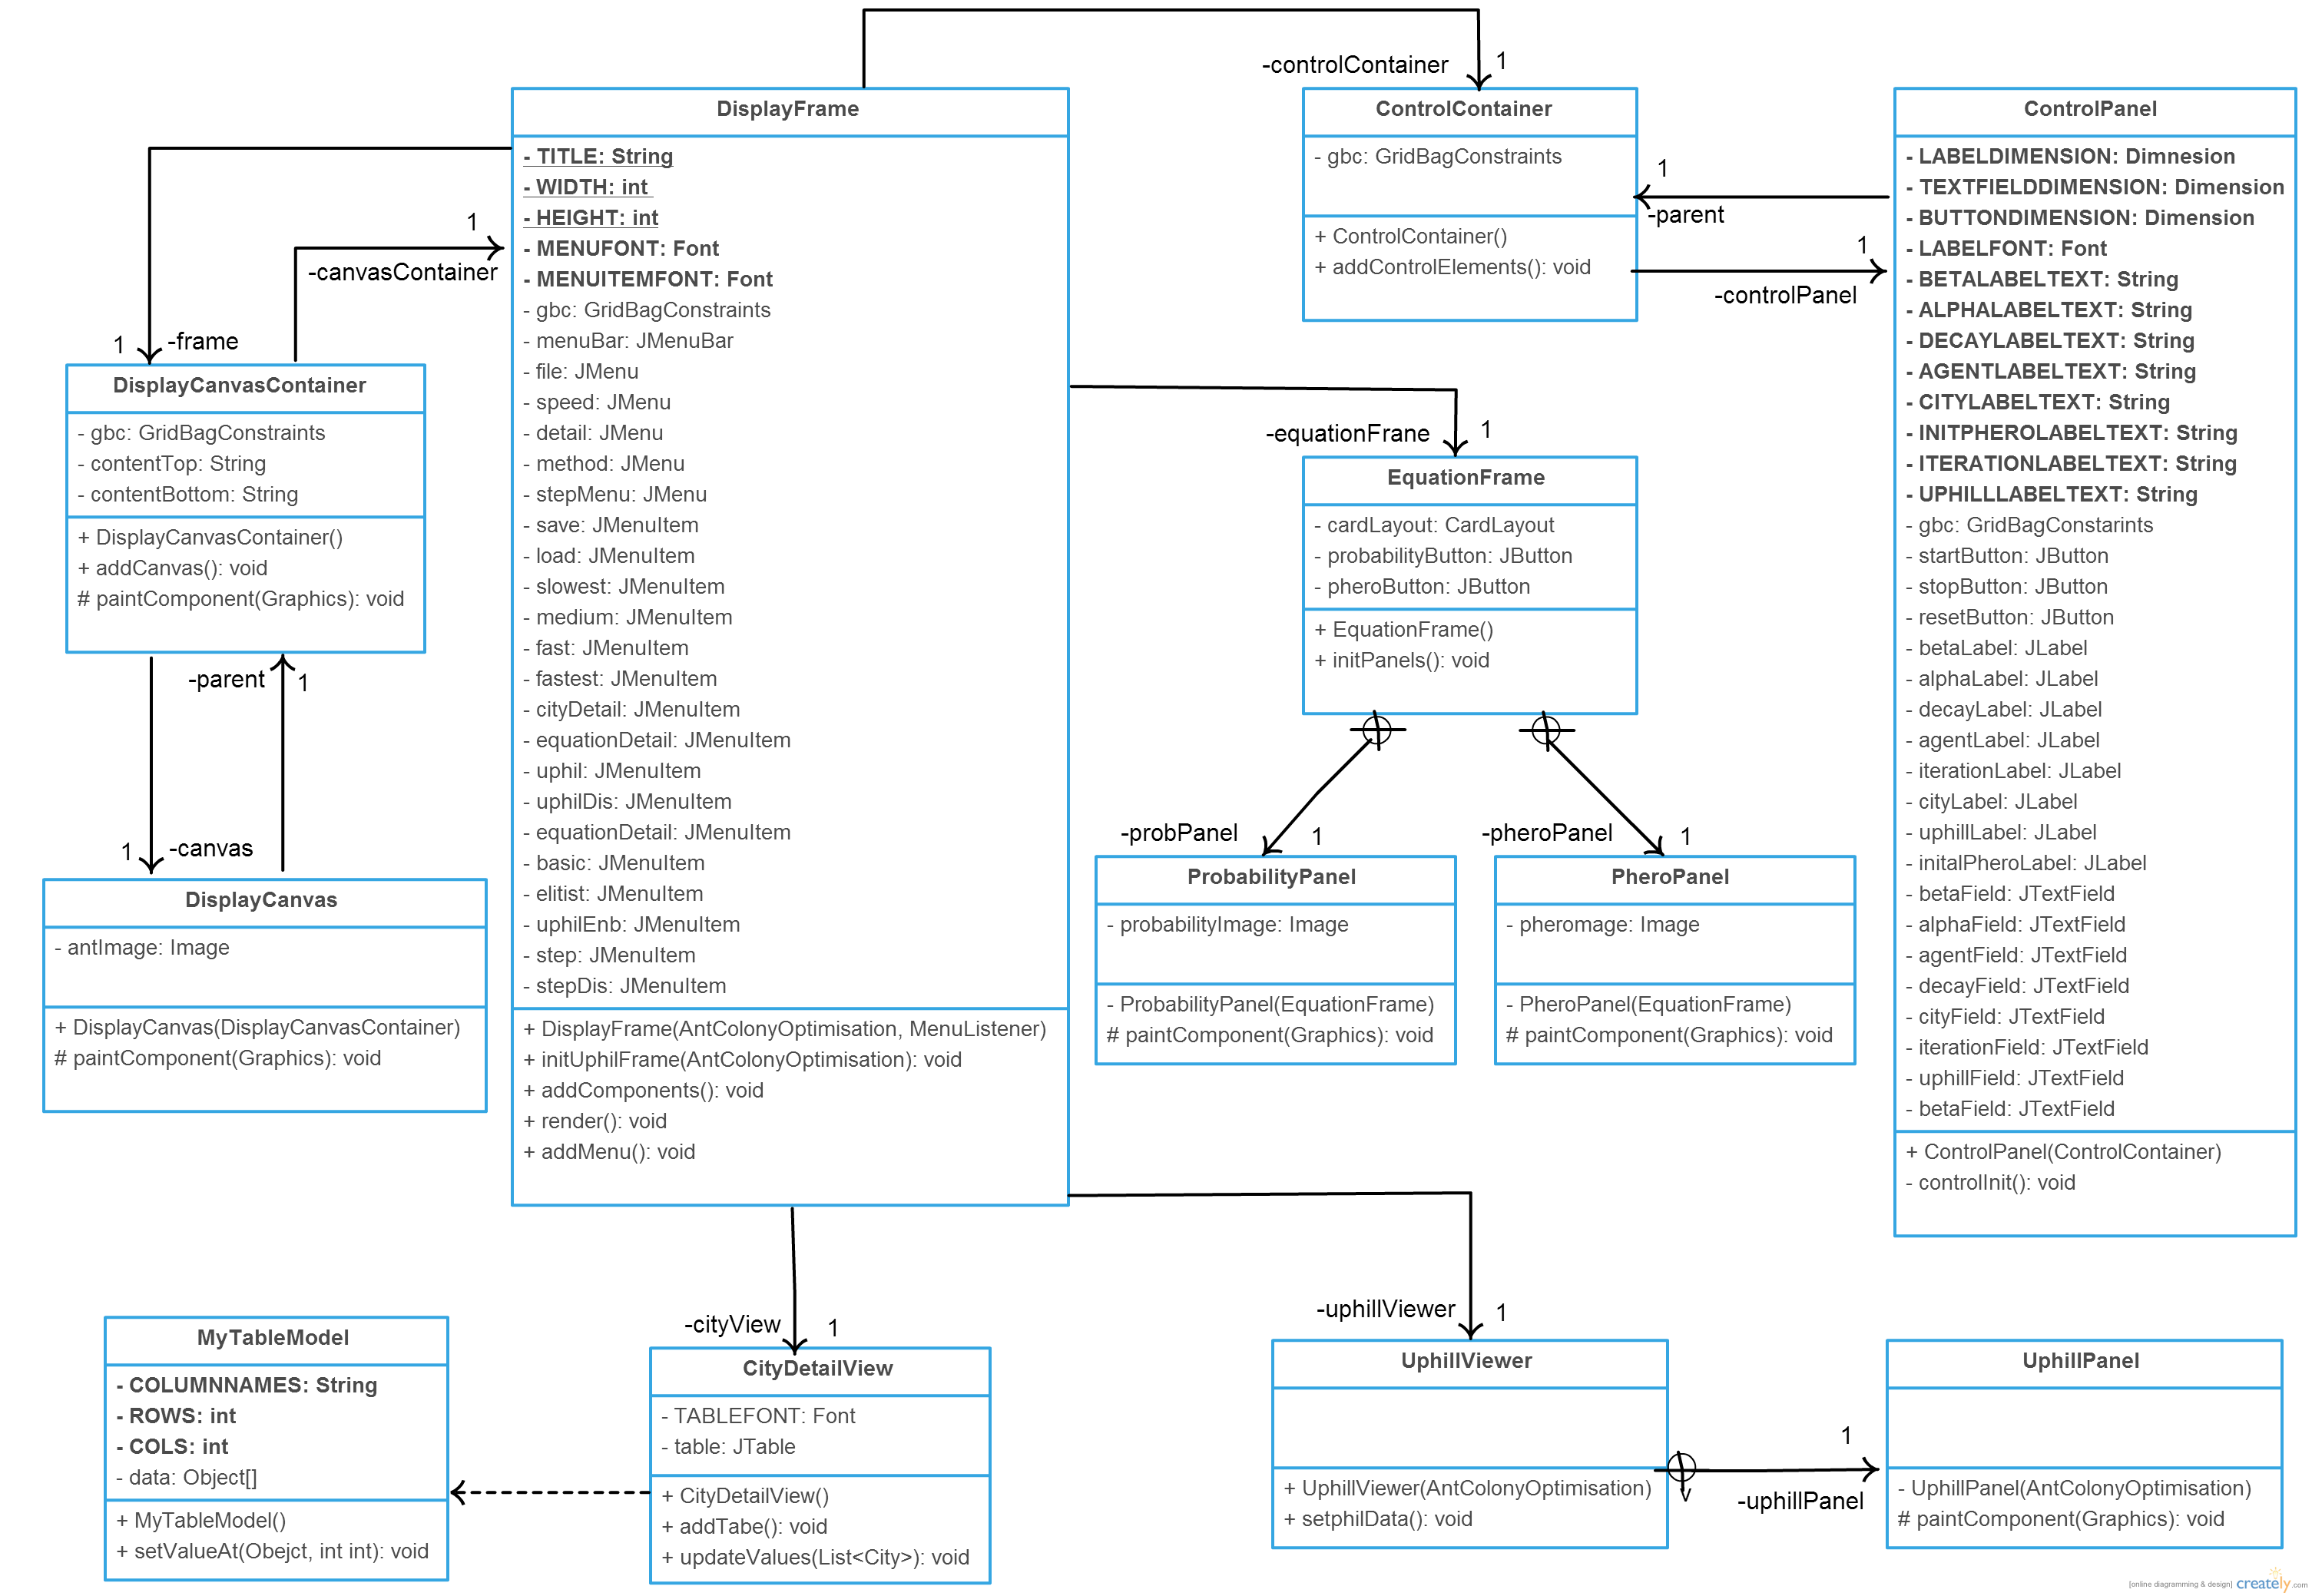 -controlContainer
1
DisplayFrame
- TITLE: String
- WIDTH: int
- HEIGHT: int
- MENUFONT: Font
- MENUITEMFONT: Font
- gbc: GridBagConstraints
- menuBar: JMenuBar
- file: JMenu
- speed: JMenu
- detail: JMenu
- method: JMenu
- stepMenu: JMenu
- save: JMenuItem
- load: JMenuItem
- slowest: JMenuItem
- medium: JMenuItem
- fast: JMenuItem
- fastest: JMenuItem
- cityDetail: JMenuItem
- equationDetail: JMenuItem
- uphil: JMenuItem
- uphilDis: JMenuItem
- equationDetail: JMenuItem
- basic: JMenuItem
- elitist: JMenuItem
- uphilEnb: JMenuItem
- step: JMenuItem
- stepDis: JMenuItem
+ DisplayFrame(AntColonyOptimisation, MenuListener)
+ initUphilFrame(AntColonyOptimisation): void
+ addComponents(): void
+ render(): void
+ addMenu(): void
ControlContainer
- gbc: GridBagConstraints
+ ControlContainer()
+ addControlElements(): void
1
-parent
1
-controlPanel
ControlPanel
- LABELDIMENSION: Dimnesion
- TEXTFIELDDIMENSION: Dimension
- BUTTONDIMENSION: Dimension
- LABELFONT: Font
- BETALABELTEXT: String
- ALPHALABELTEXT: String
- DECAYLABELTEXT: String
- AGENTLABELTEXT: String
- CITYLABELTEXT: String
- INITPHEROLABELTEXT: String
- ITERATIONLABELTEXT: String
- UPHILLLABELTEXT: String
- gbc: GridBagConstarints
- startButton: JButton
- stopButton: JButton
- resetButton: JButton
- betaLabel: JLabel
- alphaLabel: JLabel
- decayLabel: JLabel
- agentLabel: JLabel
- iterationLabel: JLabel
- cityLabel: JLabel
- uphillLabel: JLabel
- initalPheroLabel: JLabel
- betaField: JTextField
- alphaField: JTextField
- agentField: JTextField
- decayField: JTextField
- cityField: JTextField
- iterationField: JTextField
- uphillField: JTextField
- betaField: JTextField
+ ControlPanel(ControlContainer)
- controlInit(): void
1
-canvasContainer
1
-frame
DisplayCanvasContainer
- gbc: GridBagConstraints
- contentTop: String
- contentBottom: String
+ DisplayCanvasContainer()
+ addCanvas(): void
# paintComponent(Graphics): void
-parent
1
1
-canvas
DisplayCanvas
- antImage: Image
+ DisplayCanvas(DisplayCanvasContainer)
# paintComponent(Graphics): void
-equationFrane
1
EquationFrame
- cardLayout: CardLayout
- probabilityButton: JButton
- pheroButton: JButton
+ EquationFrame()
+ initPanels(): void
-probPanel
1
-pheroPanel
1
ProbabilityPanel
- probabilityImage: Image
- ProbabilityPanel(EquationFrame)
# paintComponent(Graphics): void
PheroPanel
- pheromage: Image
- PheroPanel(EquationFrame)
# paintComponent(Graphics): void
-cityView
1
-uphillViewer
1
MyTableModel
- COLUMNNAMES: String
- ROWS: int
- COLS: int
- data: Object[]
+ MyTableModel()
+ setValueAt(Obejct, int int): void
CityDetailView
- TABLEFONT: Font
- table: JTable
+ CityDetailView()
+ addTabe(): void
+ updateValues(List<City>): void
UphillViewer
+ UphillViewer(AntColonyOptimisation)
+ setphilData(): void
1
-uphillPanel
UphillPanel
- UphillPanel(AntColonyOptimisation)
# paintComponent(Graphics): void
[online diagramming & design] creately.com